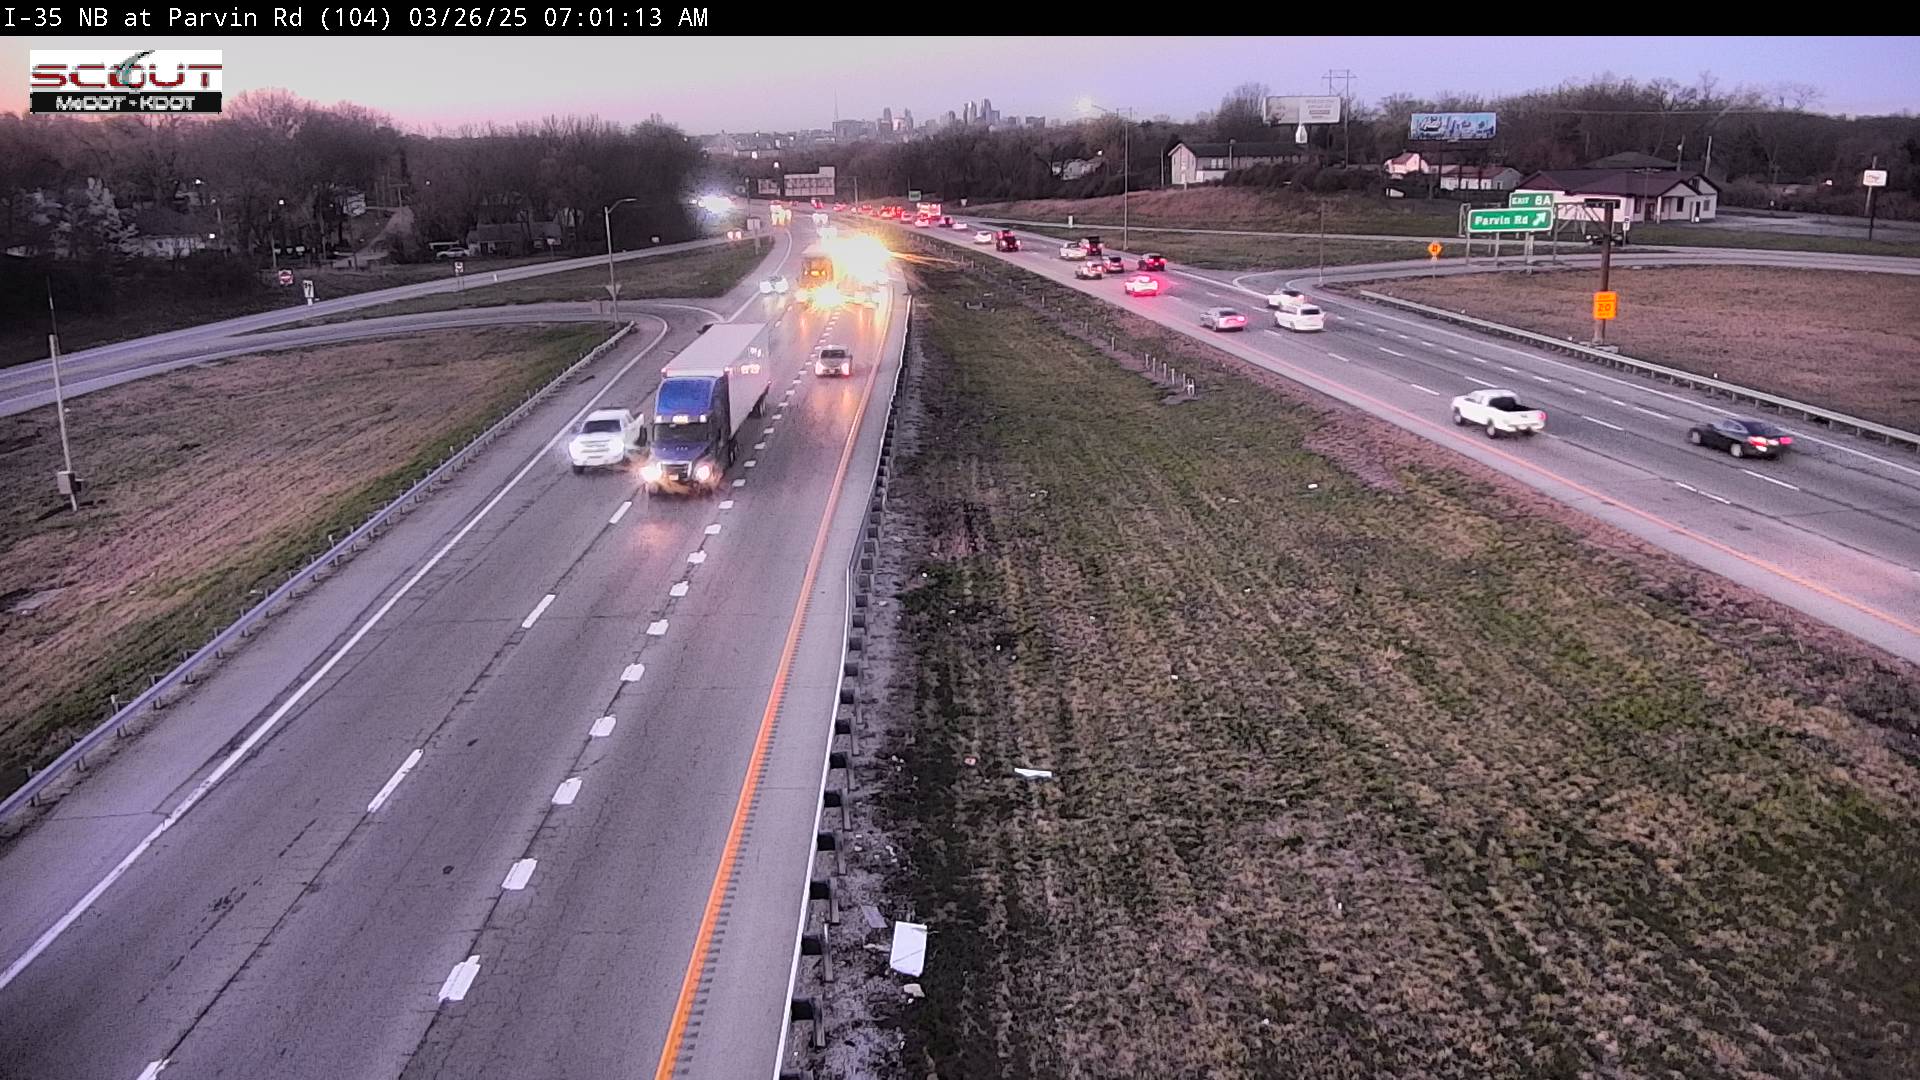 I-35 NB at Parvin Rd (104) 03/26/25 07:01:13 AM
SCOUT
MoDOT - KDOT
EXIT 8A
Parvin Rd